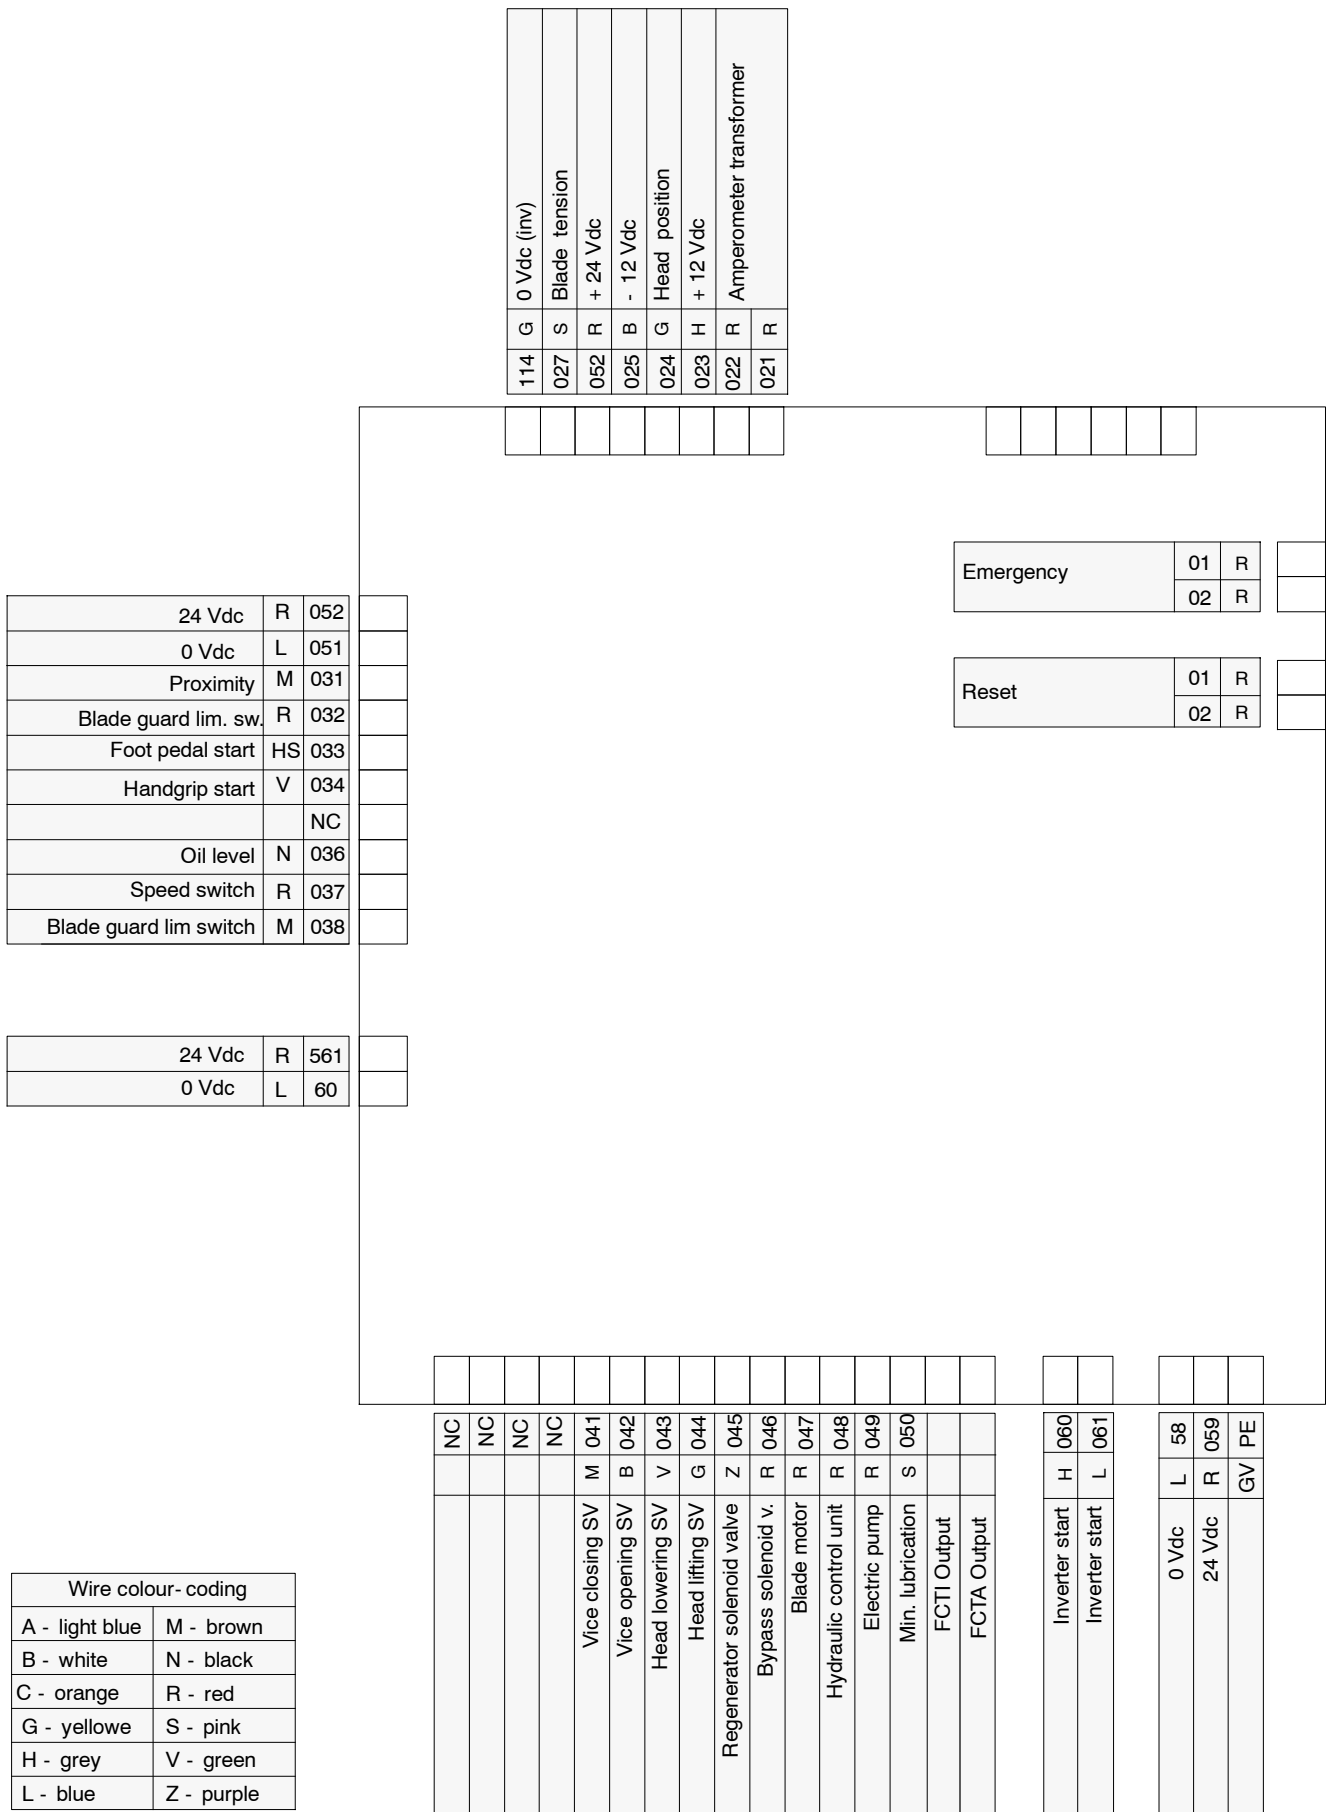 114 G 0 Vdc (inv)
027 S Blade tension
052 R + 24 Vdc
025 B - 12 Vdc
024 G Head position
023 H + 12 Vdc
022 R Amperometer transformer
021 R
Emergency 01 R
02 R
Reset 01 R
02 R
24 Vdc R 052
0 Vdc L 051
Proximity M 031
Blade guard lim. sw. R 032
Foot pedal start HS 033
Handgrip start V 034
NC
Oil level N 036
Speed switch R 037
Blade guard lim switch M 038
24 Vdc R 561
0 Vdc L 60
NC
NC
NC
NC
Vice closing SV M 041
Vice opening SV B 042
Head lowering SV V 043
Head lifting SV G 044
Regenerator solenoid valve Z 045
Bypass solenoid v. R 046
Blade motor R 047
Hydraulic control unit R 048
Electric pump R 049
Min. lubrication S 050
FCTI Output
FCTA Output
Inverter start H 060
Inverter start L 061
0 Vdc L 58
24 Vdc R 059
GV PE
Wire colour- coding
A - light blue M - brown
B - white N - black
C - orange R - red
G - yellowe S - pink
H - grey V - green
L - blue Z - purple